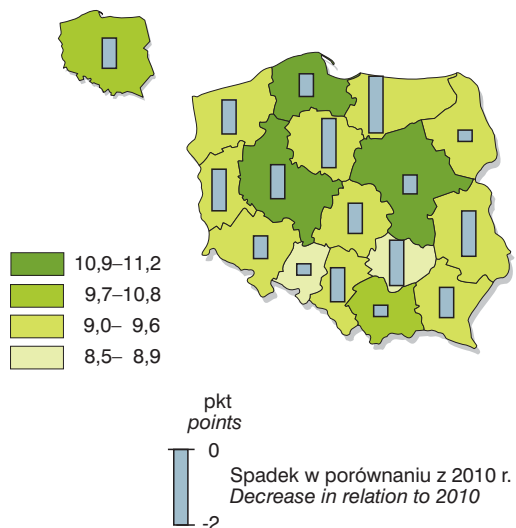 10,9–11,2
9,7–10,8
9,0– 9,6
8,5– 8,9
pkt
points
0
Spadek w porównaniu z 2010 r.
Decrease in relation to 2010
-2